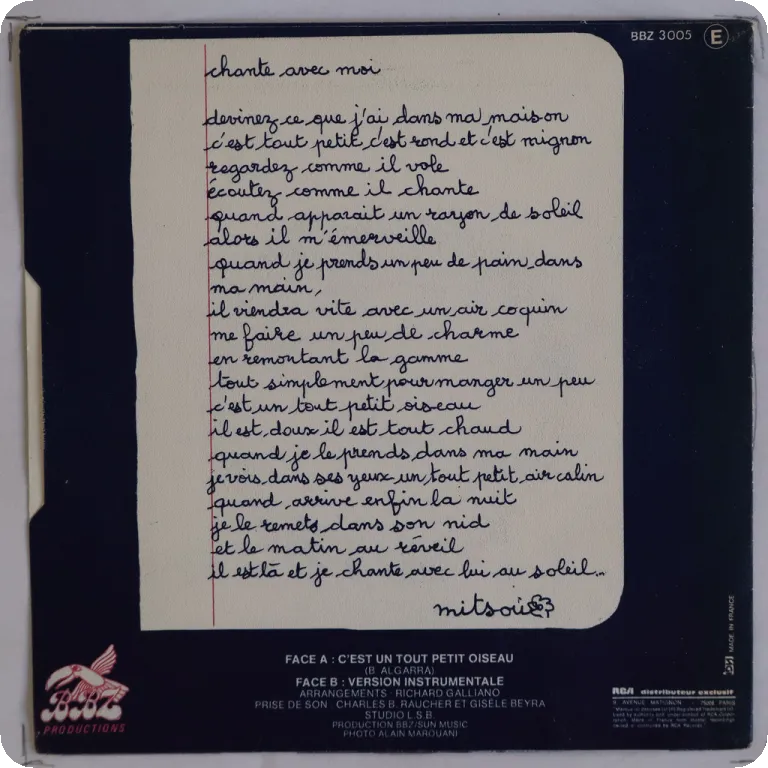 BBZ 3005 E
chante avec moi
devinez ce que j'ai dans ma maison
c'est tout petit, c'est rond et c'est mignon
regardez comme il vole
écoutez comme il chante
quand apparait un rayon de soleil
alors il m'émerveille
quand je prends un peu de pain, dans
ma main,
il viendra vite avec un air coquin
me faire un peu de charme
en remontant la gamme
tout simplement pour manger un peu
c'est un tout petit oiseau
il est doux il est tout chaud
quand je le prends dans ma main
je vois dans ses yeux un tout petit air calin
quand arrive enfin la nuit
je le remets dans son nid
et le matin au réveil
il est là et je chante avec lui au soleil...
mitsou
FACE A : C'EST UN TOUT PETIT OISEAU
(B. ALGARRA)
FACE B : VERSION INSTRUMENTALE
ARRANGEMENTS : RICHARD GALLIANO
PRISE DE SON : CHARLES B. RAUCHER ET GISÈLE BEYRA
STUDIO L.S.B.
PRODUCTION BBZ/SUN MUSIC
PHOTO ALAIN MAROUANI
BBZ
PRODUCTIONS
MADE IN FRANCE
RCA distributeur exclusif
9, AVENUE MATIGNON - 75008 PARIS